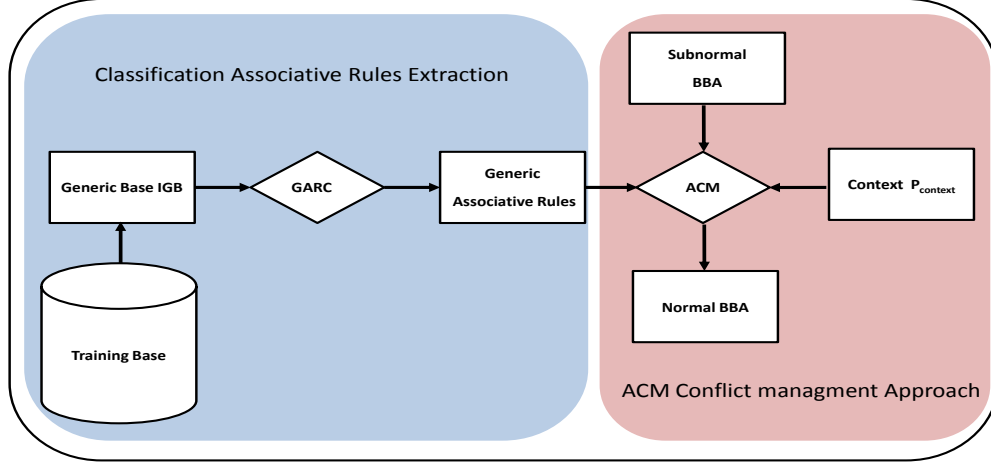 Classification Associative Rules Extraction
Subnormal
BBA
Generic Base IGB
GARC
Generic
Associative Rules
ACM
Context P_context
Training Base
Normal BBA
ACM Conflict managment Approach